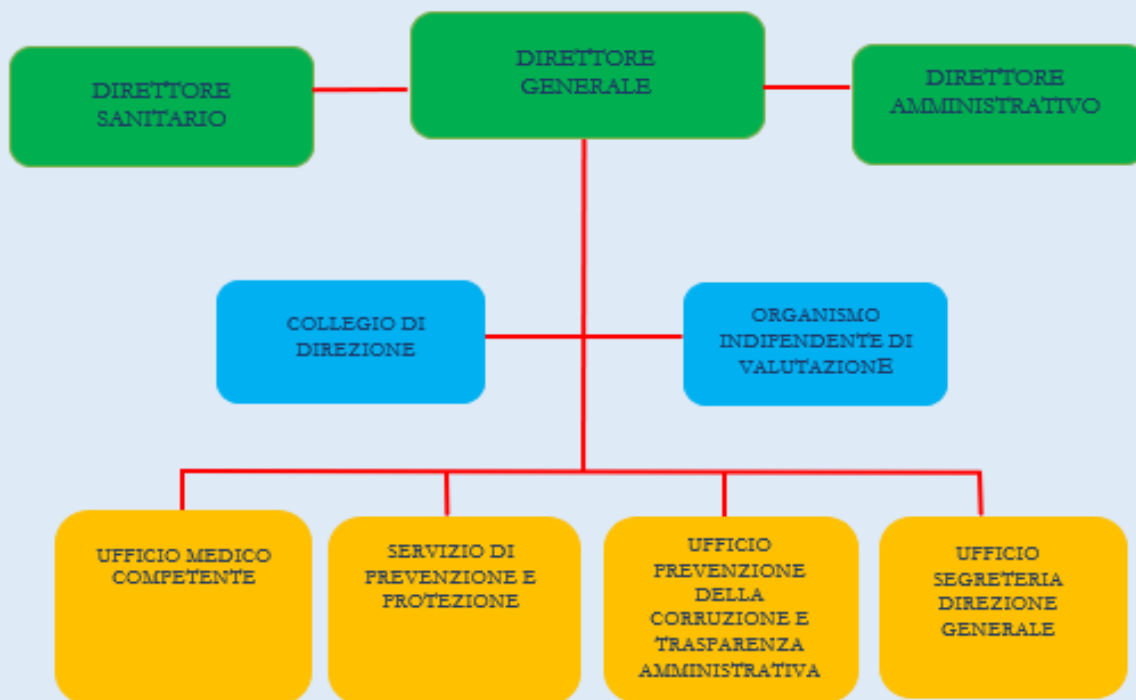 DIRETTORE
SANITARIO
DIRETTORE
GENERALE
DIRETTORE
AMMINISTRATIVO
COLLEGIO DI
DIREZIONE
ORGANISMO
INDIPENDENTE DI
VALUTAZIONE
UFFICIO MEDICO
COMPETENTE
SERVIZIO DI
PREVENZIONE E
PROTEZIONE
UFFICIO
PREVENZIONE
DELLA
CORRUZIONE E
TRASPARENZA
AMMINISTRATIVA
UFFICIO
SEGRETERIA
DIREZIONE
GENERALE